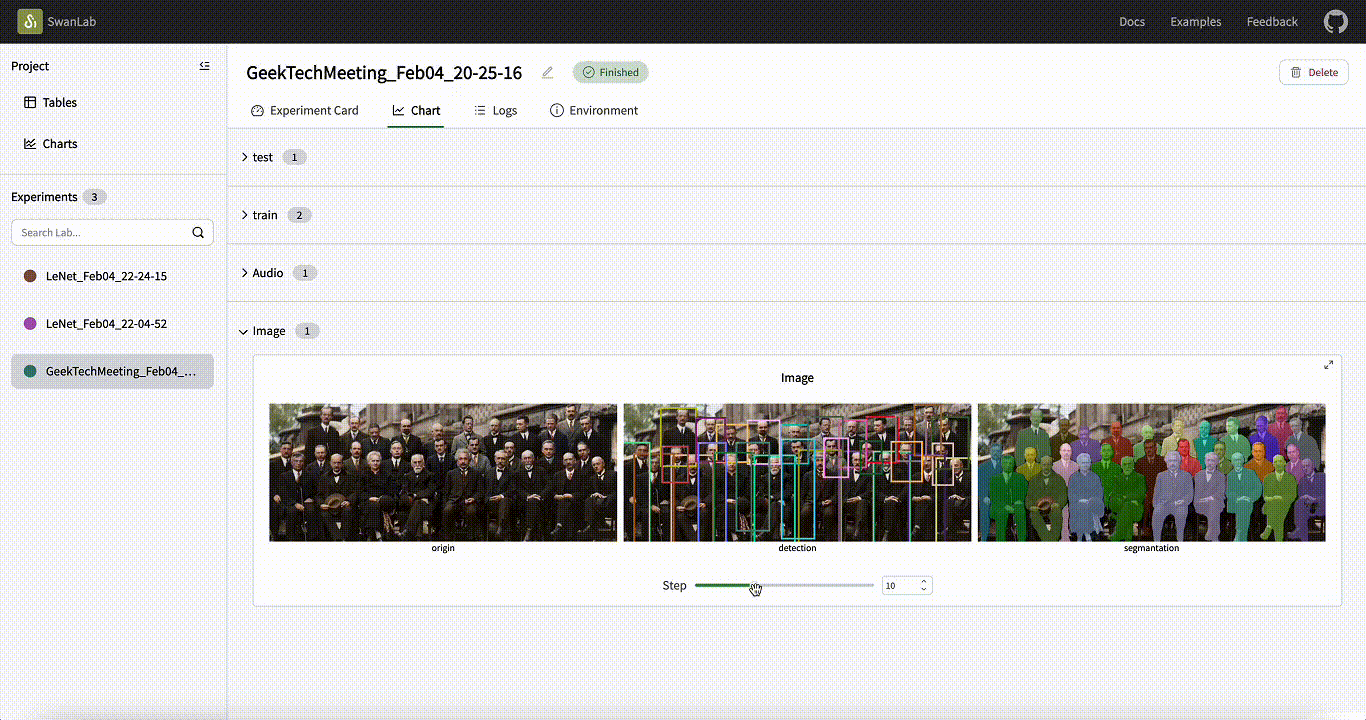 SwanLab
Docs Examples Feedback
Project
Tables
Charts
Experiments 3
Search Lab...
LeNet_Feb04_22-24-15
LeNet_Feb04_22-04-52
GeekTechMeeting_Feb04_...
GeekTechMeeting_Feb04_20-25-16 Finished Delete
Experiment Card Chart Logs Environment
test 1
train 2
Audio 1
Image 1
Image
origin detection segmantation
Step 10